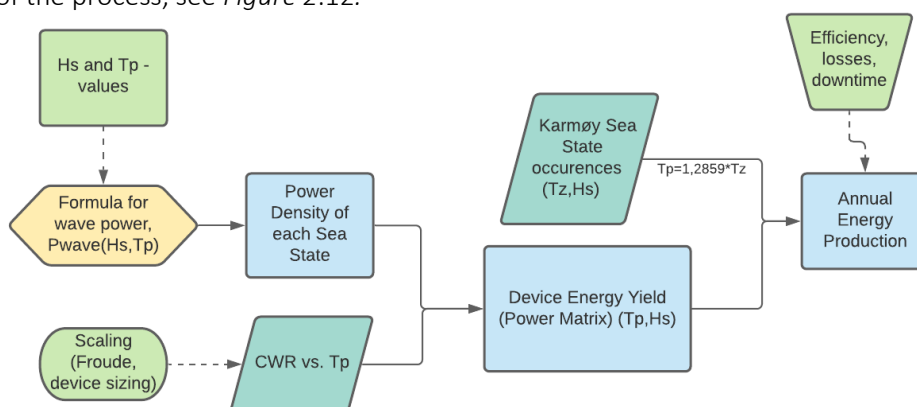 of the process, see Figure 2.12.
Hs and Tp -
values
Formula for
wave power,
Pwave(Hs,Tp)
Power
Density of
each Sea
State
Scaling
(Froude,
device sizing)
CWR vs. Tp
Karmøy Sea
State
occurences
(Tz,Hs)
Tp=1,2859*Tz
Device Energy Yield
(Power Matrix) (Tp,Hs)
Efficiency,
losses,
downtime
Annual
Energy
Production